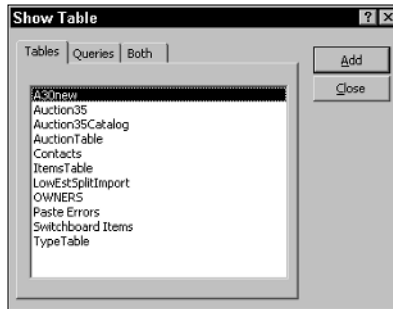 Show Table
? ×
Tables Queries Both
Add
Close
A30new
Auction35
Auction35Catalog
AuctionTable
Contacts
ItemsTable
LowEstSplitImport
OWNERS
Paste Errors
Switchboard Items
TypeTable